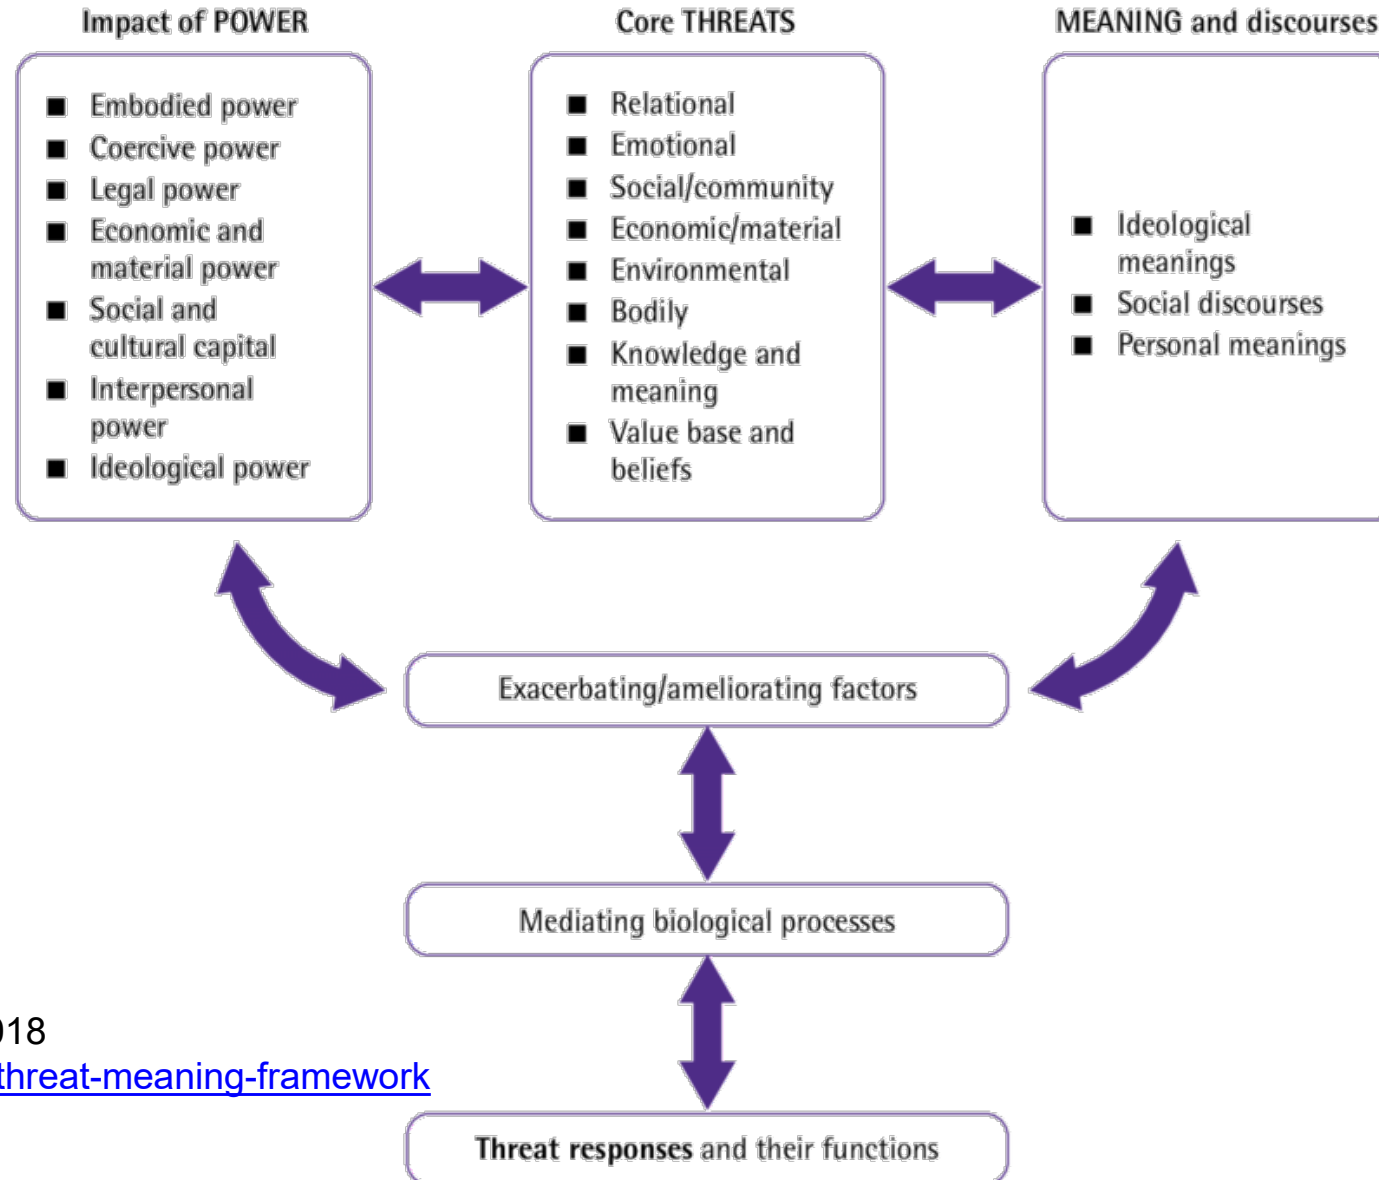 Impact of POWER
Embodied power
Coercive power
Legal power
Economic and
material power
Social and
cultural capital
Interpersonal
power
Ideological power
Core THREATS
Relational
Emotional
Social/community
Economic/material
Environmental
Bodily
Knowledge and
meaning
Value base and
beliefs
MEANING and discourses
Ideological
meanings
Social discourses
Personal meanings
Exacerbating/ameliorating factors
Mediating biological processes
018
threat-meaning-framework
Threat responses and their functions